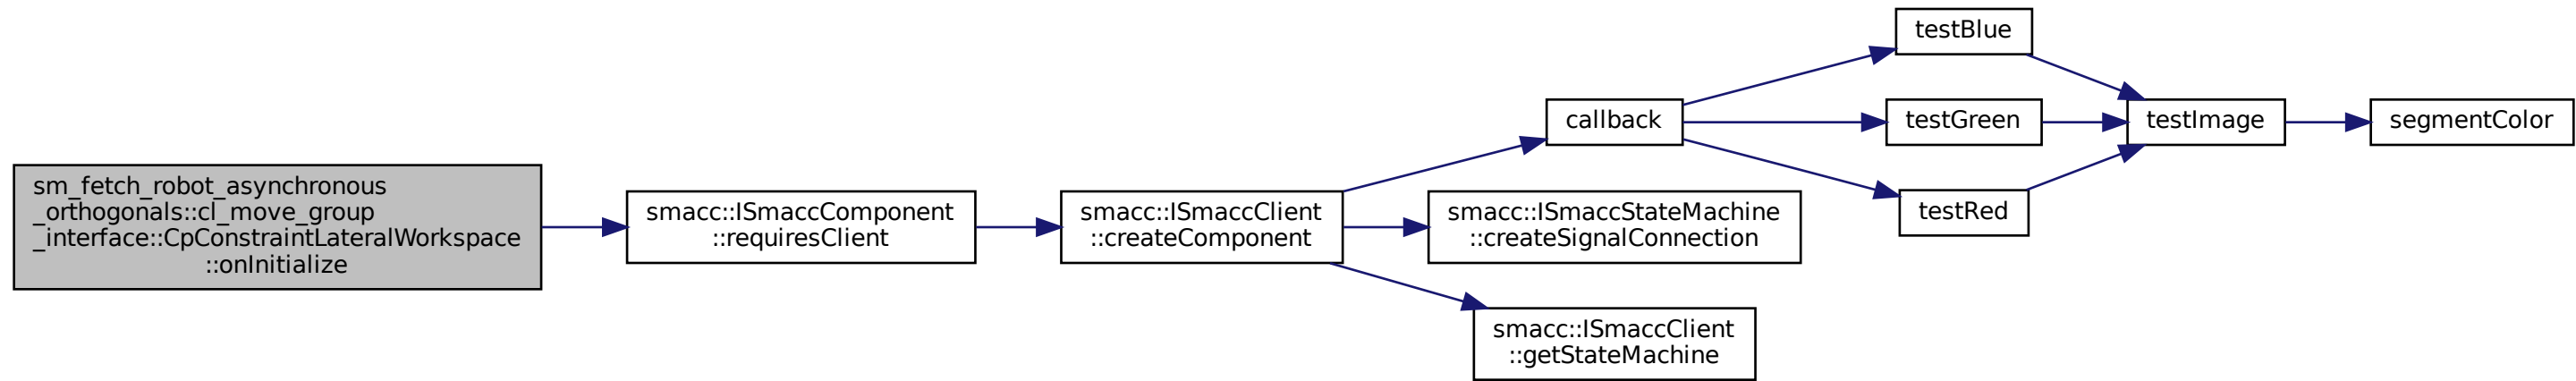 sm_fetch_robot_asynchronous
_orthogonals::cl_move_group
_interface::CpConstraintLateralWorkspace
::onInitialize
smacc::ISmaccComponent
::requiresClient
smacc::ISmaccClient
::createComponent
callback
smacc::ISmaccStateMachine
::createSignalConnection
smacc::ISmaccClient
::getStateMachine
testBlue
testGreen
testRed
testImage
segmentColor